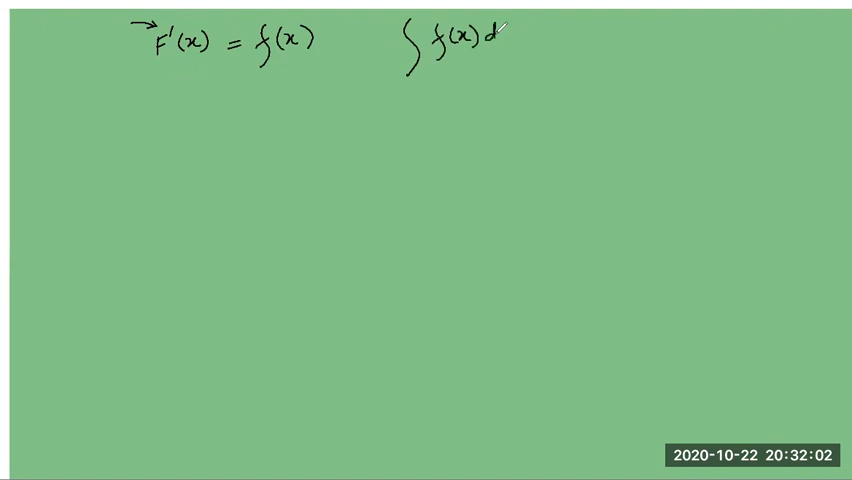 → F'(x) = f(x) ∫ f(x) d
2020-10-22 20:32:02